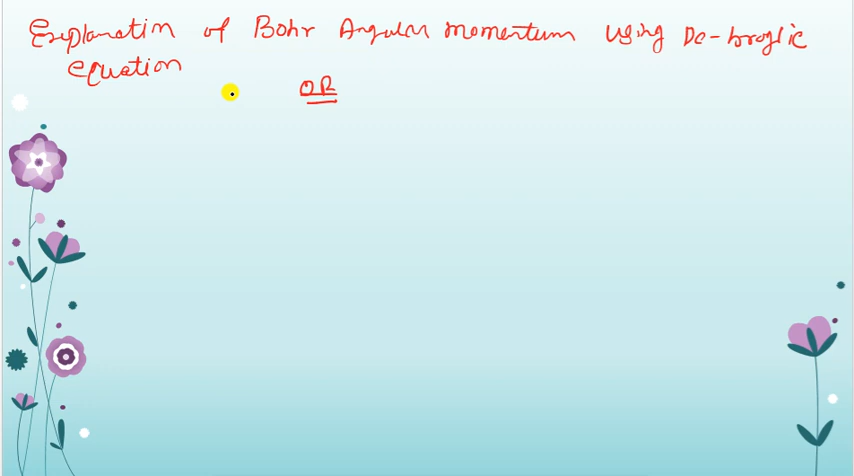 Explanation of Bohr Angular momentum using De-broglie
equation
OR